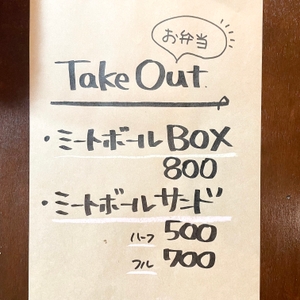 お弁当
Take Out.
・ミートボールBOX
800
・ミートボールサンド
ハーフ 500
フル 700